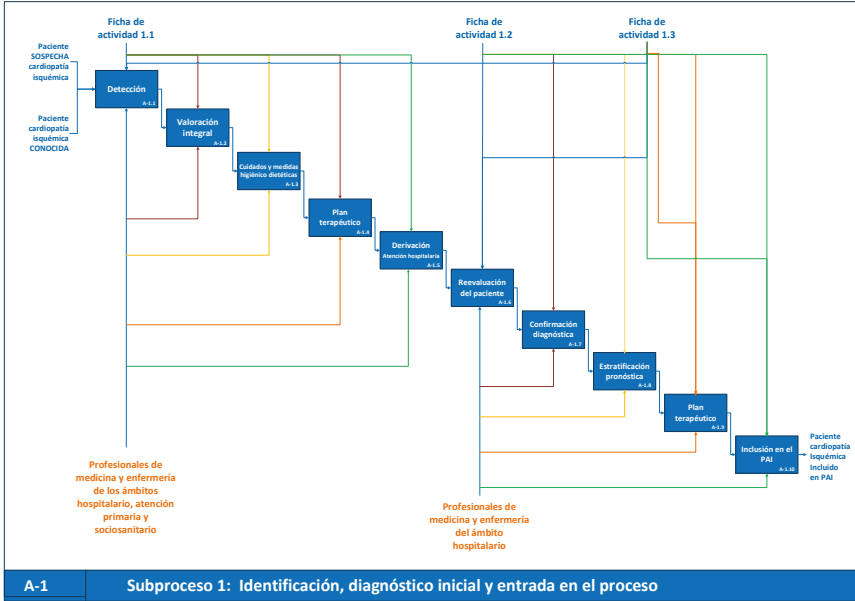 Ficha de
actividad 1.1
Ficha de
actividad 1.2
Ficha de
actividad 1.3
Paciente
SOSPECHA
cardiopatía
isquémica
Paciente
cardiopatía
isquémica
CONOCIDA
Detección
A-1.1
Valoración
integral
A-1.2
Cuidados y medidas
higiénico dietéticas
A-1.3
Plan
terapéutico
A-1.4
Derivación
Atención hospitalaria
A-1.5
Reevaluación
del paciente
A-1.6
Confirmación
diagnóstica
A-1.7
Estratificación
pronóstica
A-1.8
Plan
terapéutico
A-1.9
Inclusión en el
PAI
A-1.10
Paciente
cardiopatía
Isquémica
Incluido
en PAI
Profesionales de
medicina y enfermería
de los ámbitos
hospitalario, atención
primaria y
sociosanitario
Profesionales de
medicina y enfermería
del ámbito
hospitalario
A-1
Subproceso 1: Identificación, diagnóstico inicial y entrada en el proceso